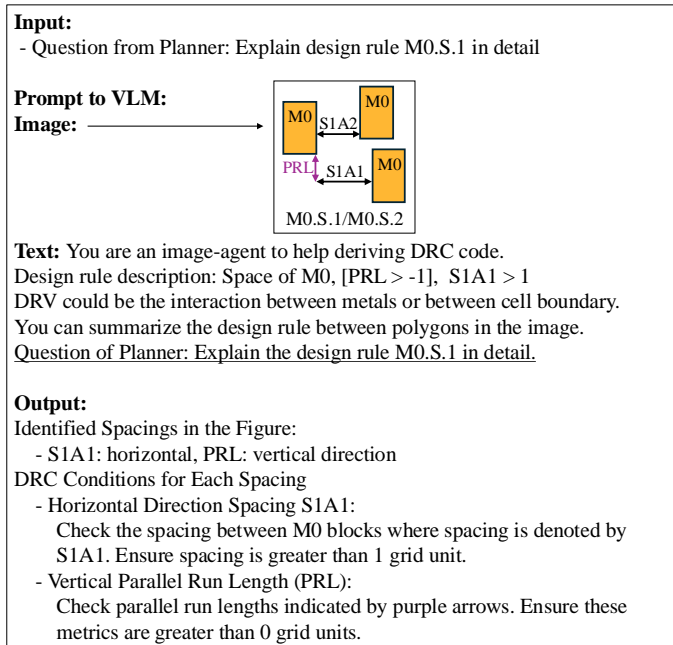 Input:
- Question from Planner: Explain design rule M0.S.1 in detail
Prompt to VLM:
Image:
M0
M0
S1A2
PRL
M0
S1A1
M0.S.1/M0.S.2
Text: You are an image-agent to help deriving DRC code.
Design rule description: Space of M0, [PRL > -1], S1A1 > 1
DRV could be the interaction between metals or between cell boundary.
You can summarize the design rule between polygons in the image.
Question of Planner: Explain the design rule M0.S.1 in detail.
Output:
Identified Spacings in the Figure:
- S1A1: horizontal, PRL: vertical direction
DRC Conditions for Each Spacing
- Horizontal Direction Spacing S1A1:
Check the spacing between M0 blocks where spacing is denoted by
S1A1. Ensure spacing is greater than 1 grid unit.
- Vertical Parallel Run Length (PRL):
Check parallel run lengths indicated by purple arrows. Ensure these
metrics are greater than 0 grid units.